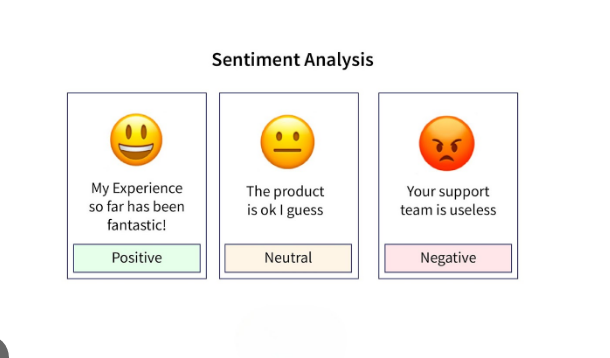 Sentiment Analysis
My Experience
so far has been
fantastic!
Positive
The product
is ok I guess
Neutral
Your support
team is useless
Negative